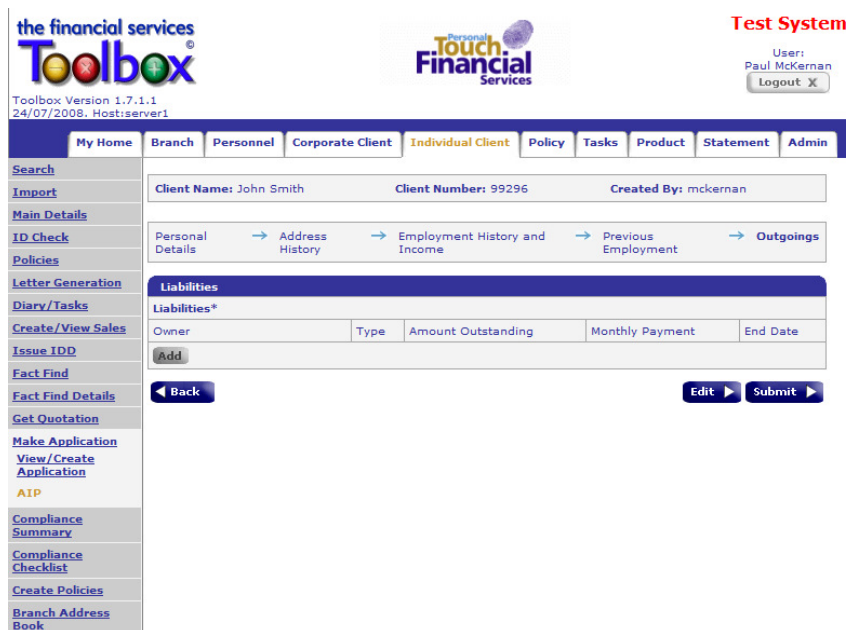 the financial services
Toolbox®
Toolbox Version 1.7.1.1
24/07/2008. Host:server1
Personal
Touch
Financial
Services
Test System
User:
Paul McKernan
Logout X
My Home Branch Personnel Corporate Client Individual Client Policy Tasks Product Statement Admin
Search
Import
Main Details
ID Check
Policies
Letter Generation
Diary/Tasks
Create/View Sales
Issue IDD
Fact Find
Fact Find Details
Get Quotation
Make Application
View/Create
Application
AIP
Compliance
Summary
Compliance
Checklist
Create Policies
Branch Address
Book
Client Name: John Smith Client Number: 99296 Created By: mckernan
Personal Details → Address History → Employment History and Income → Previous Employment → Outgoings
Liabilities
Liabilities*
Owner Type Amount Outstanding Monthly Payment End Date
Add
Back Edit Submit